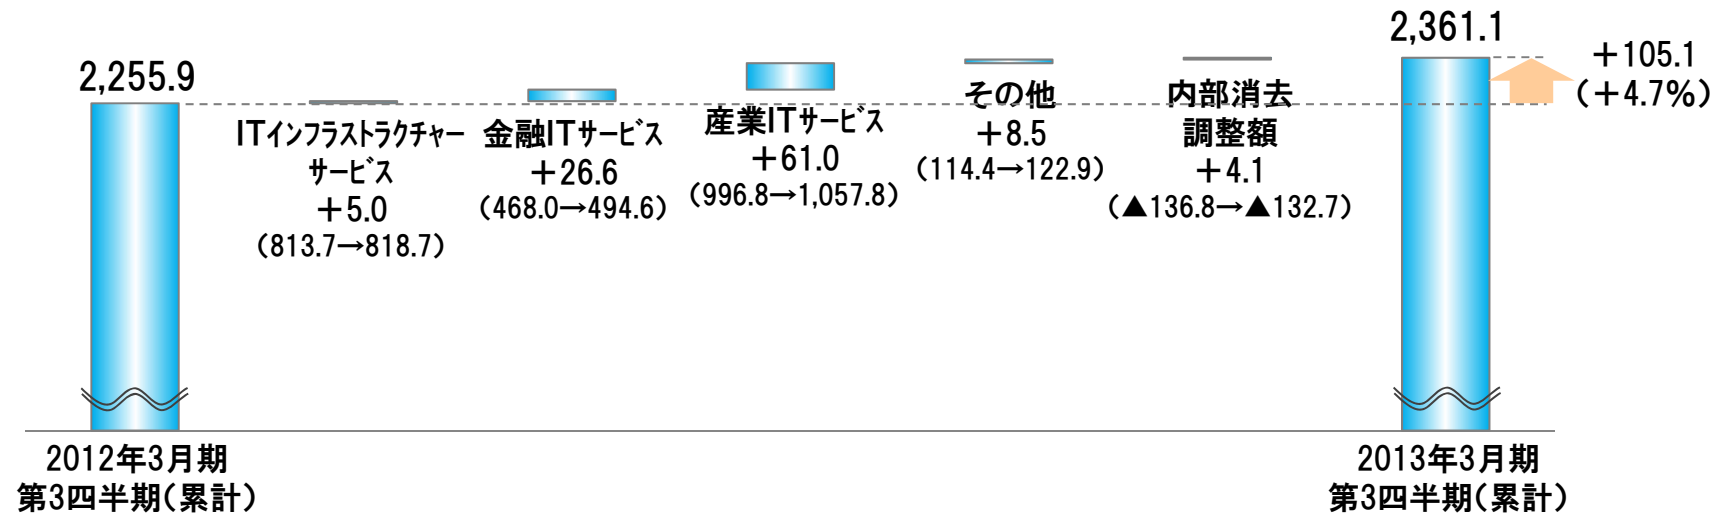 2,255.9
ITインフラストラクチャー
サービス
+5.0
(813.7→818.7)
金融ITサービス
+26.6
(468.0→494.6)
産業ITサービス
+61.0
(996.8→1,057.8)
その他
+8.5
(114.4→122.9)
内部消去
調整額
+4.1
(▲136.8→▲132.7)
2,361.1
+105.1
(+4.7%)
2012年3月期
第3四半期(累計)
2013年3月期
第3四半期(累計)